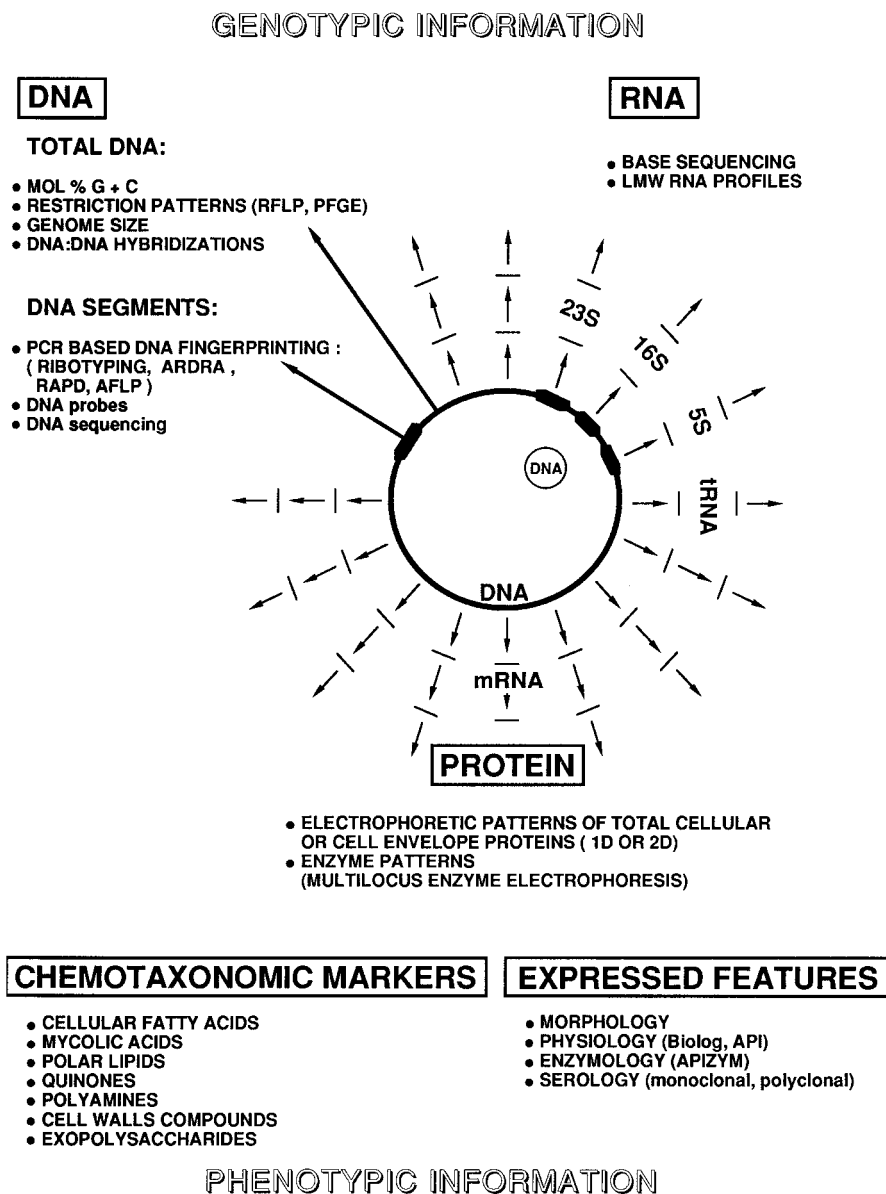 GENOTYPIC INFORMATION
DNA
TOTAL DNA:
• MOL % G + C
• RESTRICTION PATTERNS (RFLP, PFGE)
• GENOME SIZE
• DNA:DNA HYBRIDIZATIONS
DNA SEGMENTS:
• PCR BASED DNA FINGERPRINTING :
( RIBOTYPING, ARDRA ,
RAPD, AFLP )
• DNA probes
• DNA sequencing
RNA
• BASE SEQUENCING
• LMW RNA PROFILES
23S
16S
5S
tRNA
DNA
DNA
mRNA
PROTEIN
• ELECTROPHORETIC PATTERNS OF TOTAL CELLULAR
OR CELL ENVELOPE PROTEINS ( 1D OR 2D)
• ENZYME PATTERNS
(MULTILOCUS ENZYME ELECTROPHORESIS)
CHEMOTAXONOMIC MARKERS
• CELLULAR FATTY ACIDS
• MYCOLIC ACIDS
• POLAR LIPIDS
• QUINONES
• POLYAMINES
• CELL WALLS COMPOUNDS
• EXOPOLYSACCHARIDES
EXPRESSED FEATURES
• MORPHOLOGY
• PHYSIOLOGY (Biolog, API)
• ENZYMOLOGY (APIZYM)
• SEROLOGY (monoclonal, polyclonal)
PHENOTYPIC INFORMATION